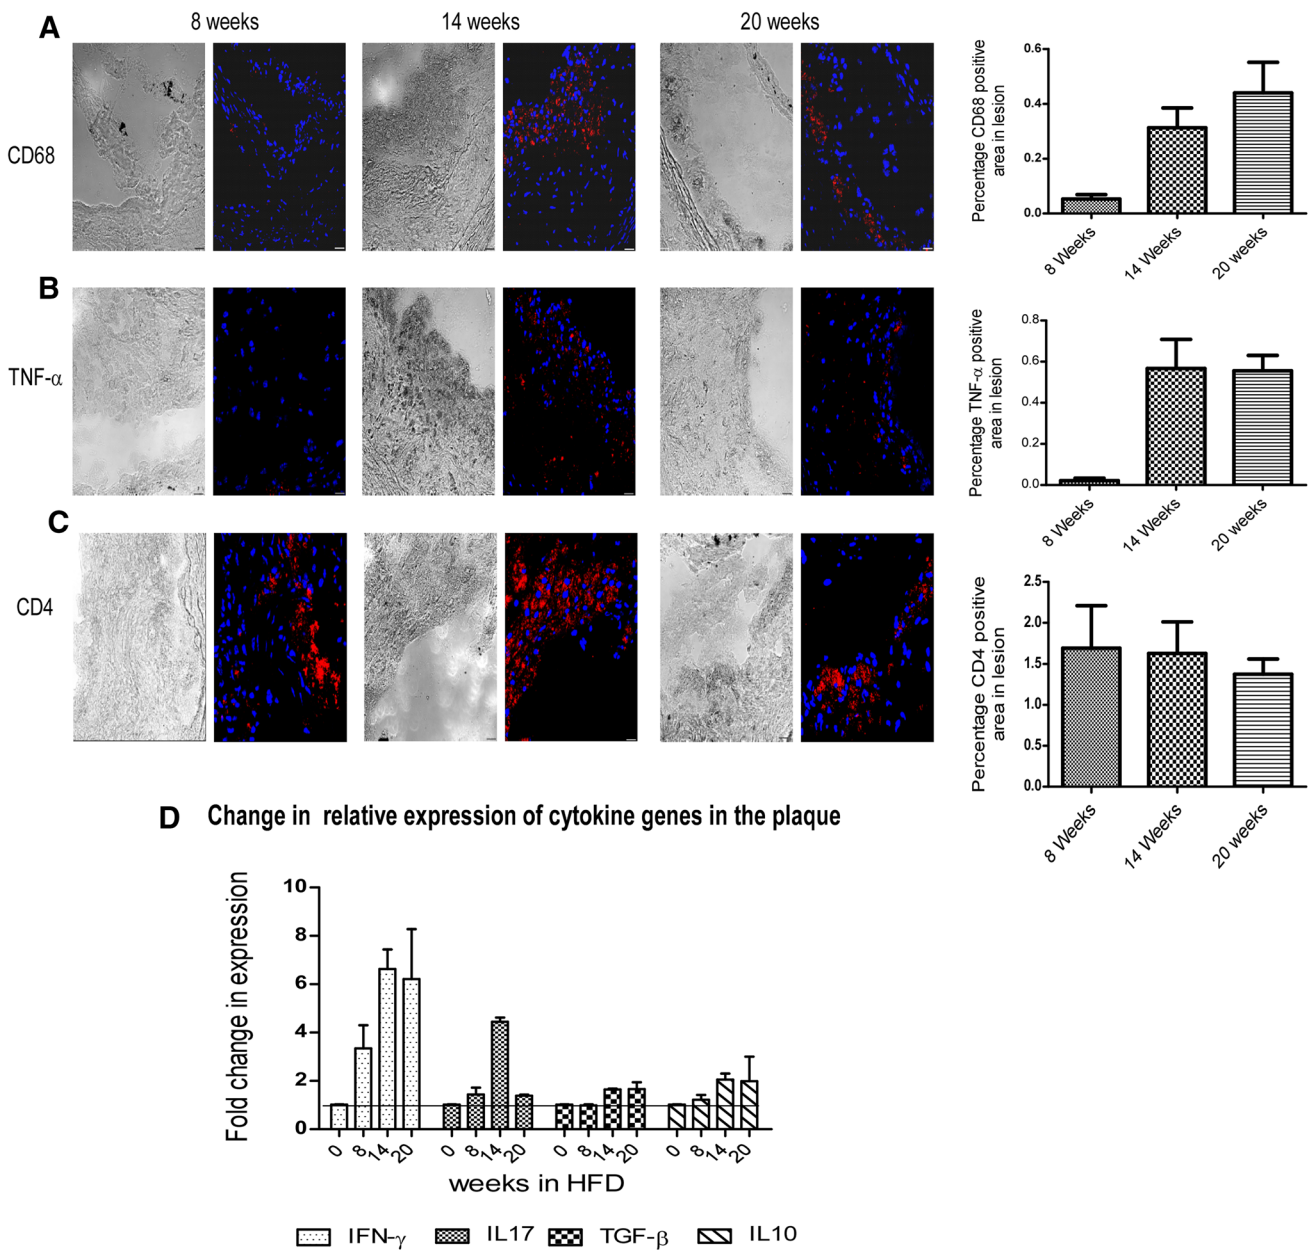 A
8 weeks
14 weeks
20 weeks
CD68
Percentage CD68 positive
area in lesion
0.6
0.4
0.2
0.0
8 Weeks
14 Weeks
20 weeks
B
TNF-α
Percentage TNF-α positive
area in lesion
0.8
0.6
0.4
0.2
0.0
8 Weeks
14 Weeks
20 weeks
C
CD4
Percentage CD4 positive
area in lesion
2.5
2.0
1.5
1.0
0.5
0.0
8 Weeks
14 Weeks
20 weeks
D
Change in relative expression of cytokine genes in the plaque
Fold change in expression
10
8
6
4
2
0
0 8 14 20 0 8 14 20 0 8 14 20 0 8 14 20
weeks in HFD
IFN-γ IL17 TGF-β IL10